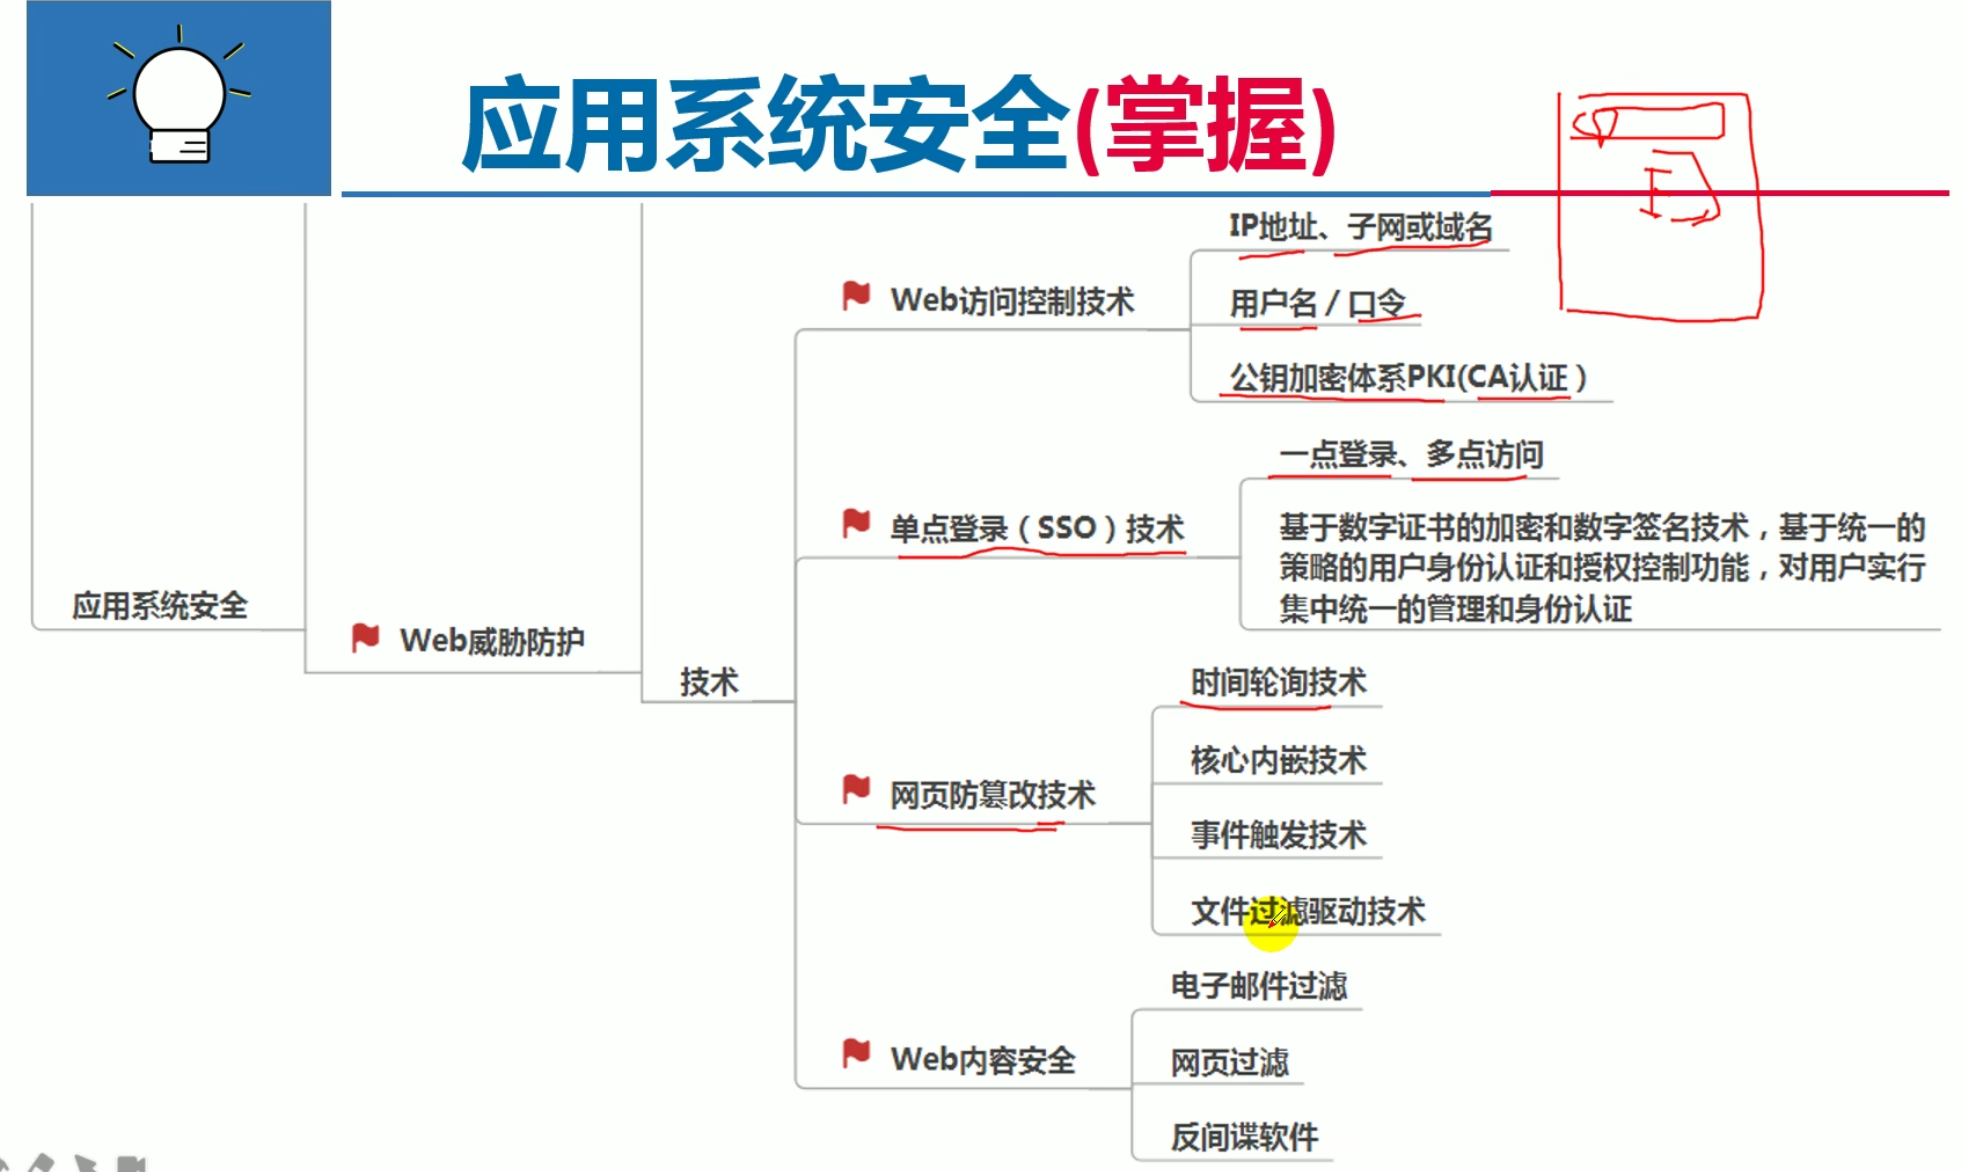 应用系统安全(掌握)
IP地址、子网或域名
Web访问控制技术
用户名 / 口令
公钥加密体系PKI(CA认证)
一点登录、多点访问
单点登录(SSO)技术
基于数字证书的加密和数字签名技术,基于统一的
策略的用户身份认证和授权控制功能,对用户实行
集中统一的管理和身份认证
应用系统安全
Web威胁防护
技术
时间轮询技术
核心内嵌技术
网页防篡改技术
事件触发技术
文件过滤驱动技术
电子邮件过滤
Web内容安全
网页过滤
反间谍软件